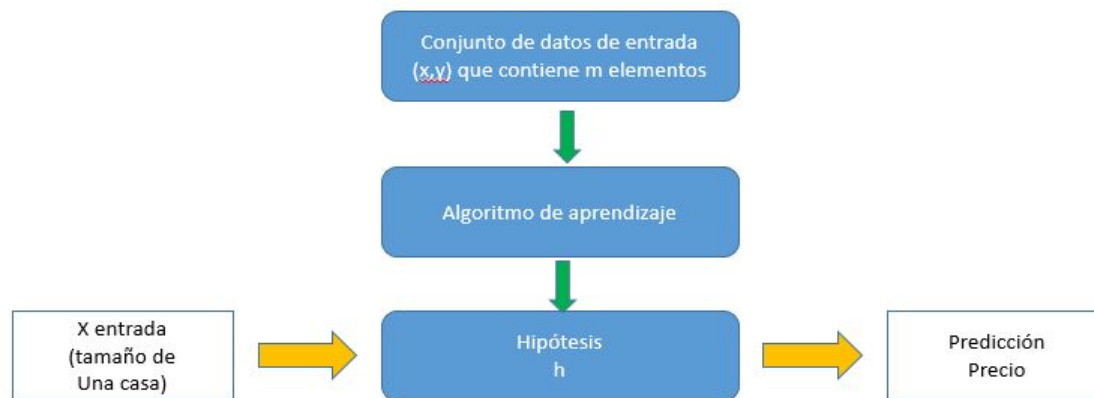 Conjunto de datos de entrada
(x,y) que contiene m elementos
Algoritmo de aprendizaje
X entrada
(tamaño de
Una casa)
Hipótesis
h
Predicción
Precio